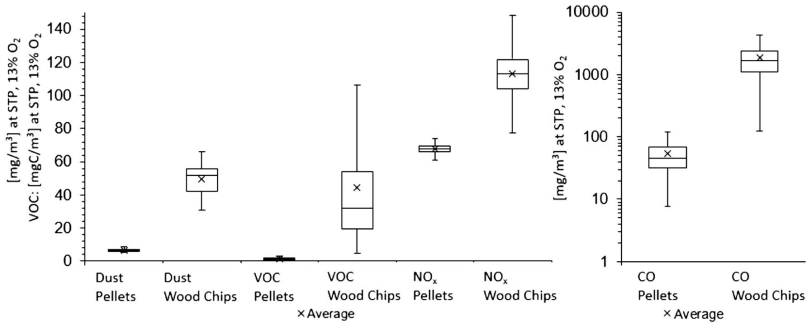 [mg/m³] at STP, 13% O₂
VOC: [mgC/m³] at STP, 13% O₂
140
120
100
80
60
40
20
0
Dust Pellets
Dust Wood Chips
VOC Pellets
VOC Wood Chips
NOₓ Pellets
NOₓ Wood Chips
×Average
[mg/m³] at STP, 13% O₂
10000
1000
100
10
1
CO Pellets
CO Wood Chips
× Average